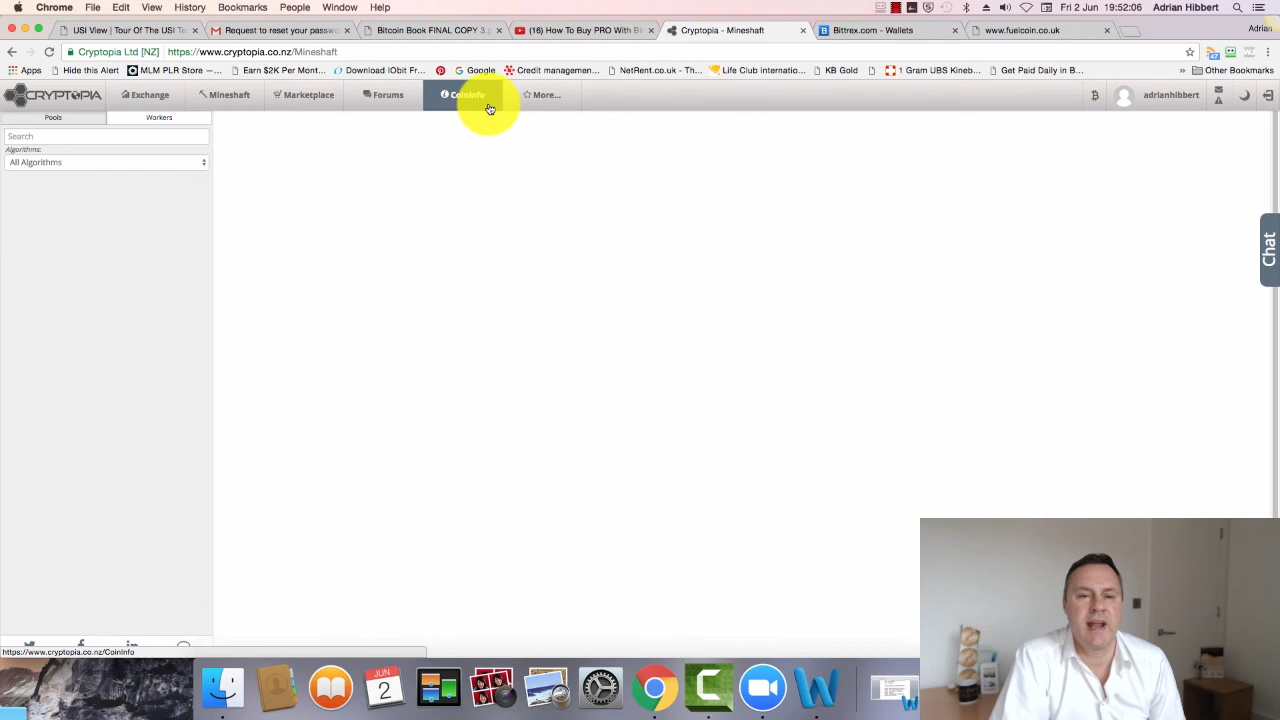 Chrome File Edit View History Bookmarks People Window Help Fri 2 Jun 19:52:06 Adrian Hibbert
USI View | Tour Of The USI Te Request to reset your passwo Bitcoin Book FINAL COPY 3.p (16) How To Buy PRO With Bi Cryptopia - Mineshaft Bittrex.com - Wallets www.fuelcoin.co.uk Adrian
Cryptopia Ltd [NZ] https://www.cryptopia.co.nz/Mineshaft
Apps Hide this Alert MLM PLR Store —... Earn $2K Per Mont... Download IObit Fr... Google Credit managemen... NetRent.co.uk - Th... Life Club internatio... KB Gold 1 Gram UBS Kineb... Get Paid Daily in B... » Other Bookmarks
CRYPTOPIA Exchange Mineshaft Marketplace Forums CoinInfo More... adrianhibbert
Pools Workers
Search
Algorithms:
All Algorithms
Chat
https://www.cryptopia.co.nz/CoinInfo
JUN
2